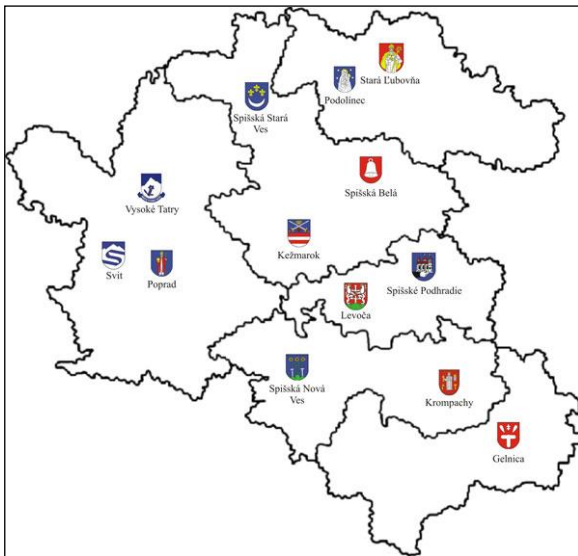 Stará Ľubovňa
Podolínec
Spišská Stará
Ves
Spišská Belá
Vysoké Tatry
Kežmarok
Svit
Poprad
Spišské Podhradie
Levoča
Spišská Nová
Ves
Krompachy
Gelnica